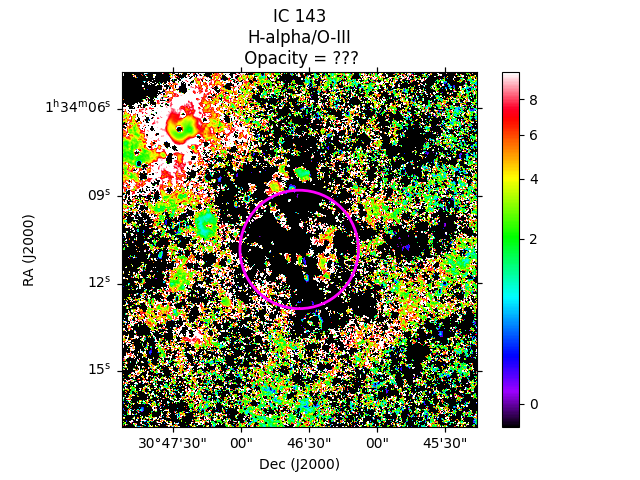 IC 143
H-alpha/O-III
Opacity = ???
1ʰ34ᵐ06ˢ
09ˢ
12ˢ
15ˢ
RA (J2000)
30°47'30" 00" 46'30" 00" 45'30"
Dec (J2000)
8
6
4
2
0